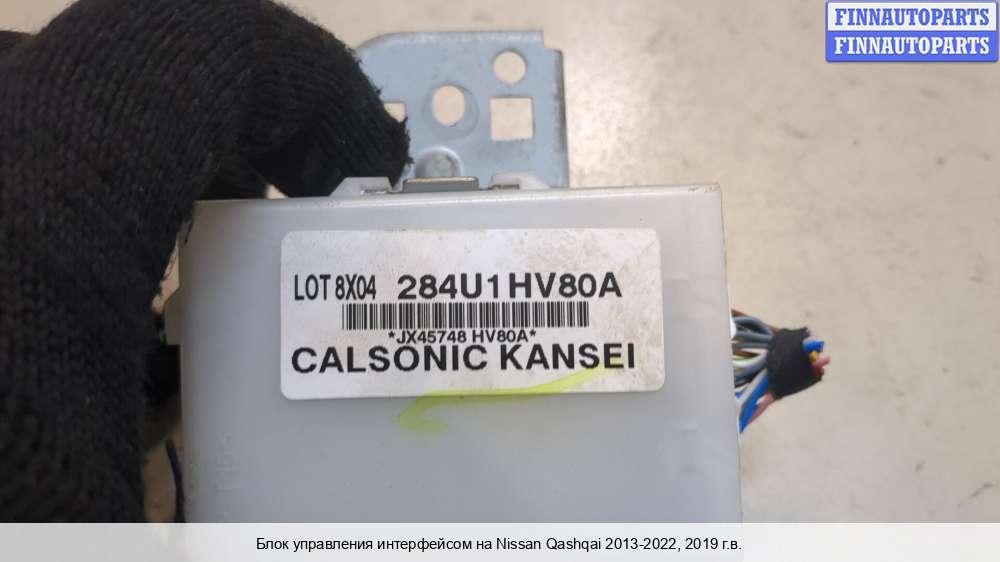 FINNAUTOPARTS
FINNAUTOPARTS
LOT 8X04 284U1HV80A
*JX45748 HV80A*
CALSONIC KANSEI
Блок управления интерфейсом на Nissan Qashqai 2013-2022, 2019 г.в.